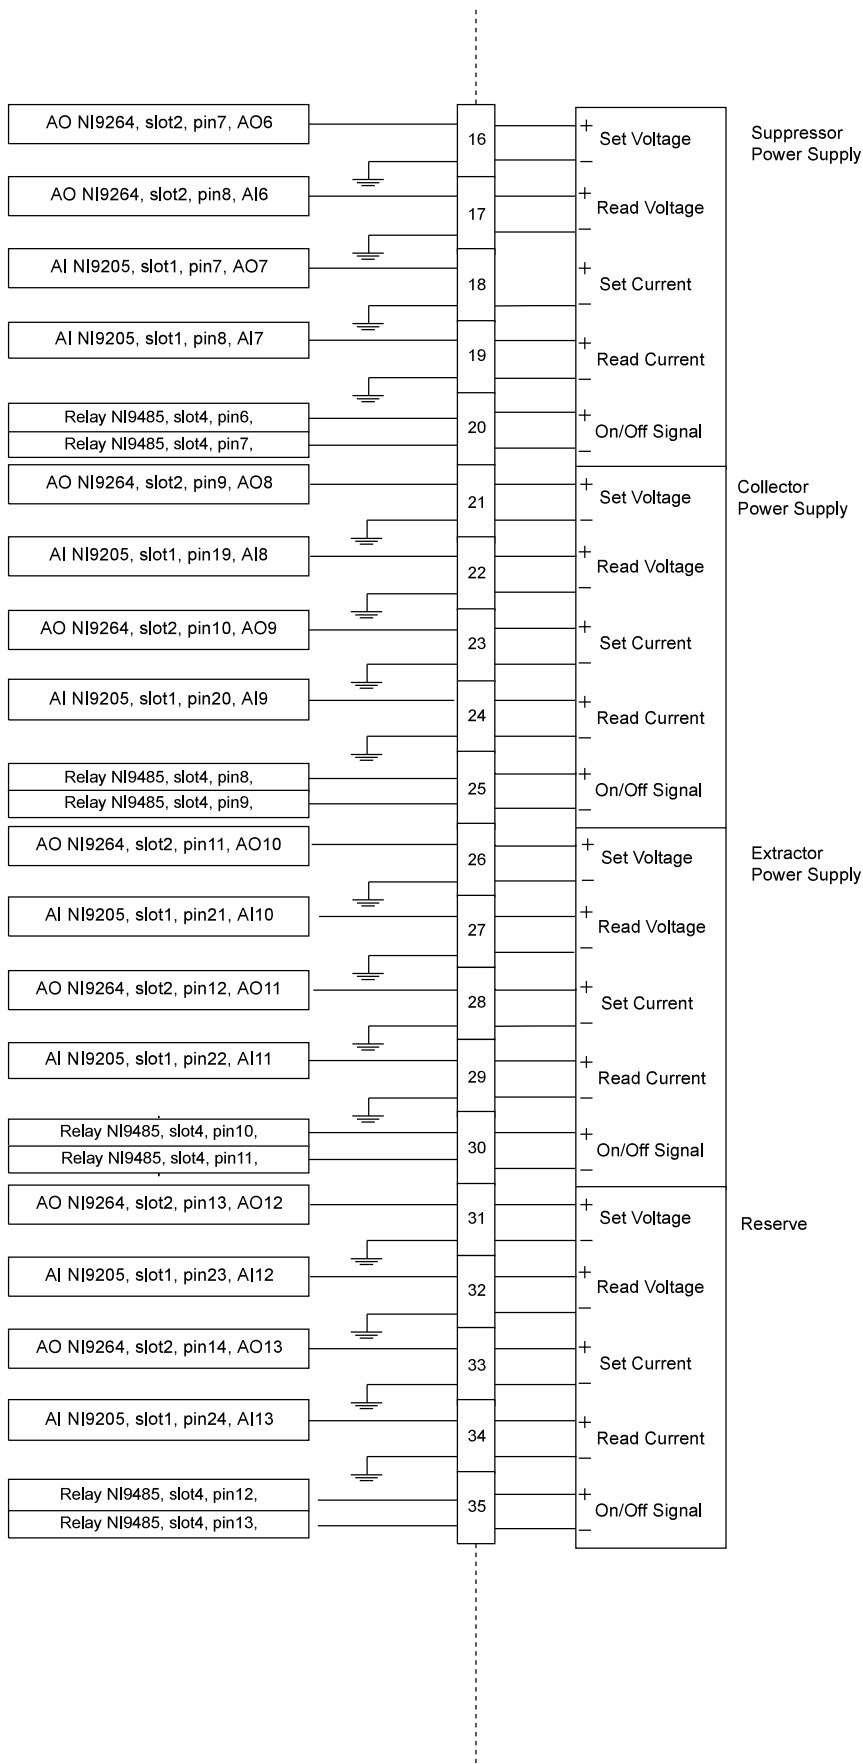 AO NI9264, slot2, pin7, AO6
16
+
Set Voltage
–
Suppressor
Power Supply
AO NI9264, slot2, pin8, AI6
17
+
Read Voltage
–
AI NI9205, slot1, pin7, AO7
18
+
Set Current
–
AI NI9205, slot1, pin8, AI7
19
+
Read Current
–
Relay NI9485, slot4, pin6,
Relay NI9485, slot4, pin7,
20
+
On/Off Signal
–
AO NI9264, slot2, pin9, AO8
21
+
Set Voltage
–
Collector
Power Supply
AI NI9205, slot1, pin19, AI8
22
+
Read Voltage
–
AO NI9264, slot2, pin10, AO9
23
+
Set Current
–
AI NI9205, slot1, pin20, AI9
24
+
Read Current
–
Relay NI9485, slot4, pin8,
Relay NI9485, slot4, pin9,
25
+
On/Off Signal
–
AO NI9264, slot2, pin11, AO10
26
+
Set Voltage
–
Extractor
Power Supply
AI NI9205, slot1, pin21, AI10
27
+
Read Voltage
–
AO NI9264, slot2, pin12, AO11
28
+
Set Current
–
AI NI9205, slot1, pin22, AI11
29
+
Read Current
–
Relay NI9485, slot4, pin10,
Relay NI9485, slot4, pin11,
30
+
On/Off Signal
–
AO NI9264, slot2, pin13, AO12
31
+
Set Voltage
–
Reserve
AI NI9205, slot1, pin23, AI12
32
+
Read Voltage
–
AO NI9264, slot2, pin14, AO13
33
+
Set Current
–
AI NI9205, slot1, pin24, AI13
34
+
Read Current
–
Relay NI9485, slot4, pin12,
Relay NI9485, slot4, pin13,
35
+
On/Off Signal
–